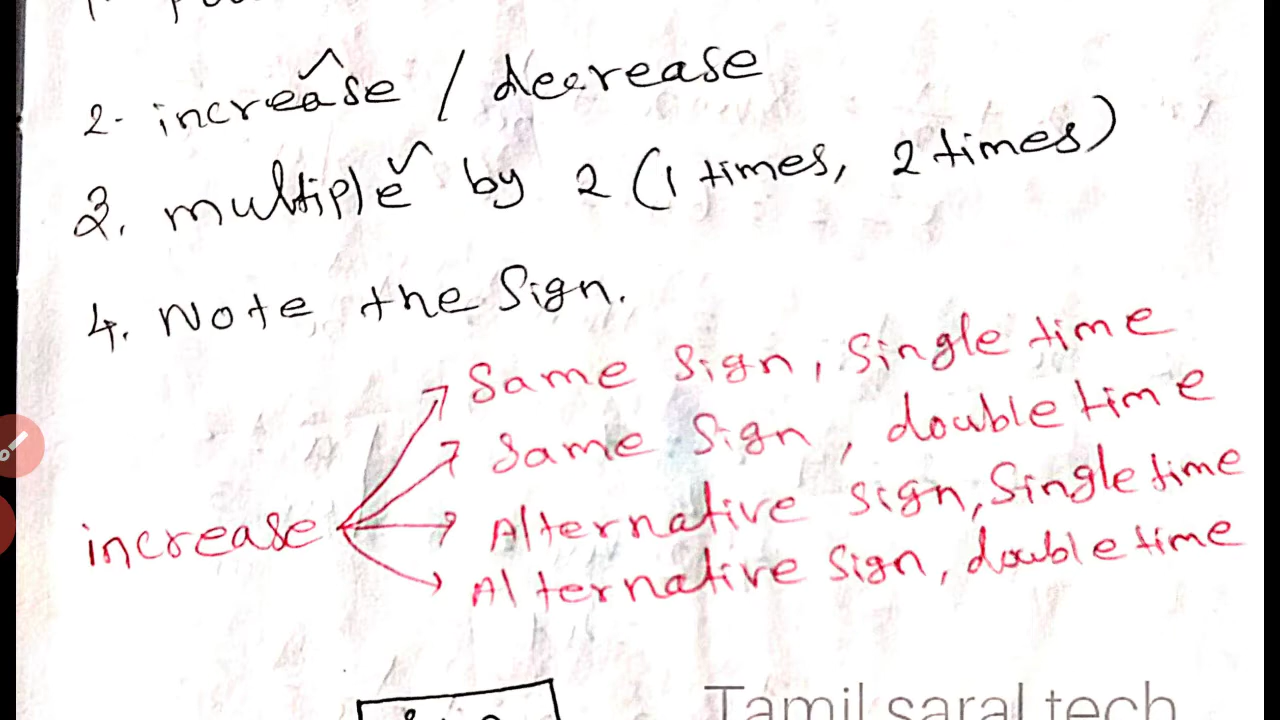 2. increase / decrease
3. multiple by 2 (1 times, 2 times)
4. Note the Sign.
Same Sign, Single time
Same Sign, double time
increase
Alternative Sign, Single time
Alternative Sign, double time
Tamil saral tech